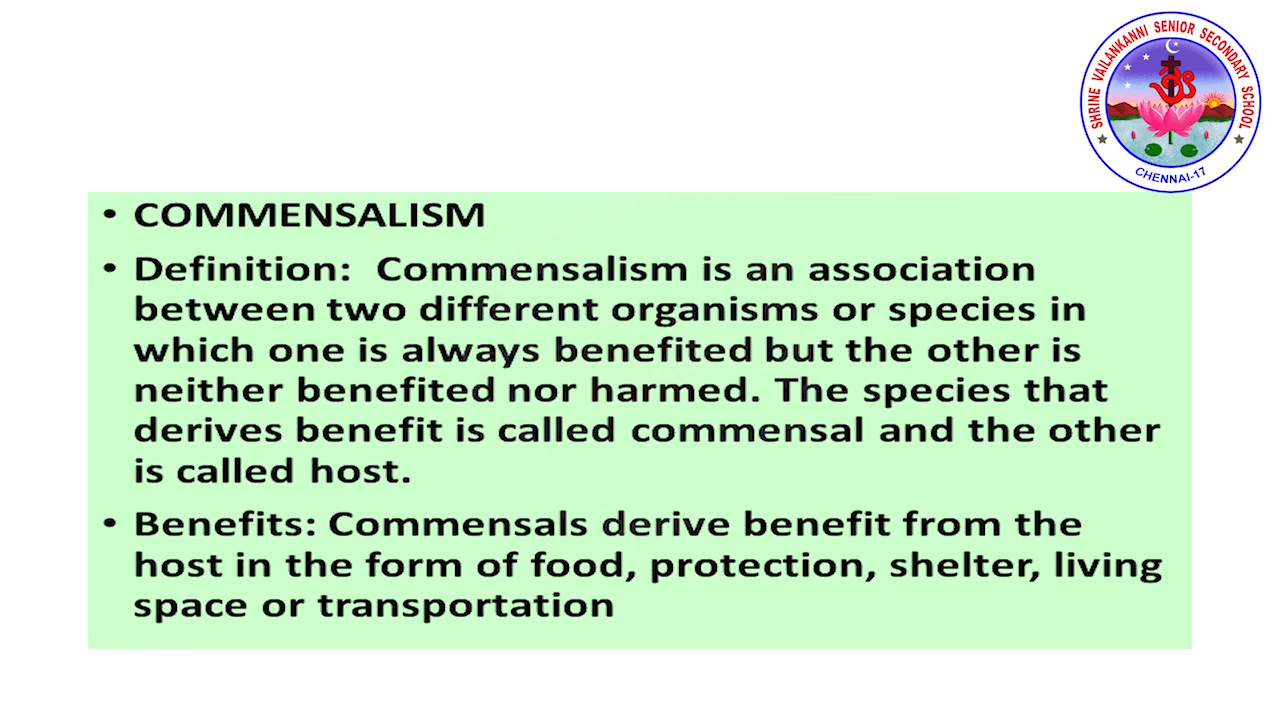 SHRINE VAILANKANNI SENIOR SECONDARY SCHOOL
CHENNAI-17
• COMMENSALISM
• Definition: Commensalism is an association
between two different organisms or species in
which one is always benefited but the other is
neither benefited nor harmed. The species that
derives benefit is called commensal and the other
is called host.
• Benefits: Commensals derive benefit from the
host in the form of food, protection, shelter, living
space or transportation